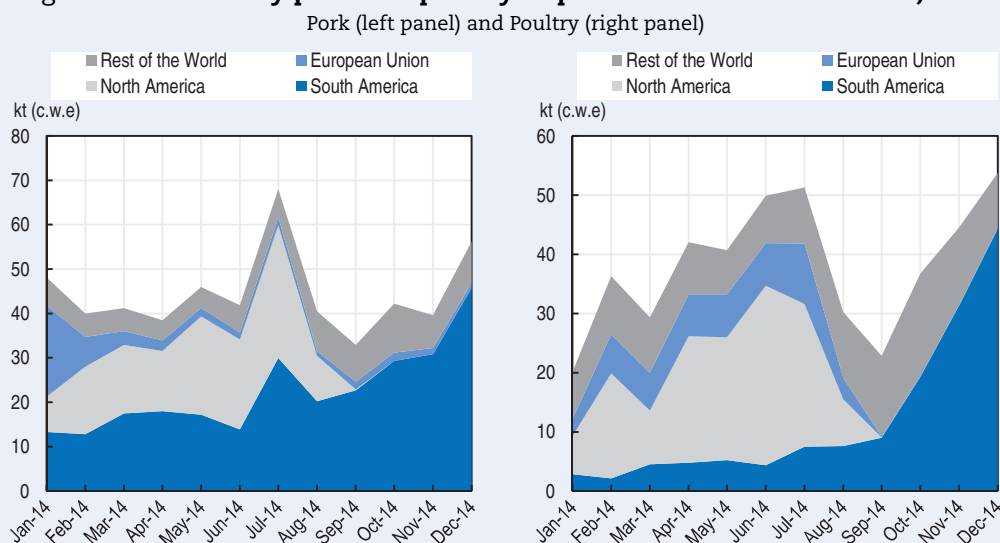 Pork (left panel) and Poultry (right panel)
Rest of the World European Union
North America South America
kt (c.w.e)
80
70
60
50
40
30
20
10
0
Jan-14 Feb-14 Mar-14 Apr-14 May-14 Jun-14 Jul-14 Aug-14 Sep-14 Oct-14 Nov-14 Dec-14
Rest of the World European Union
North America South America
kt (c.w.e)
60
50
40
30
20
10
0
Jan-14 Feb-14 Mar-14 Apr-14 May-14 Jun-14 Jul-14 Aug-14 Sep-14 Oct-14 Nov-14 Dec-14